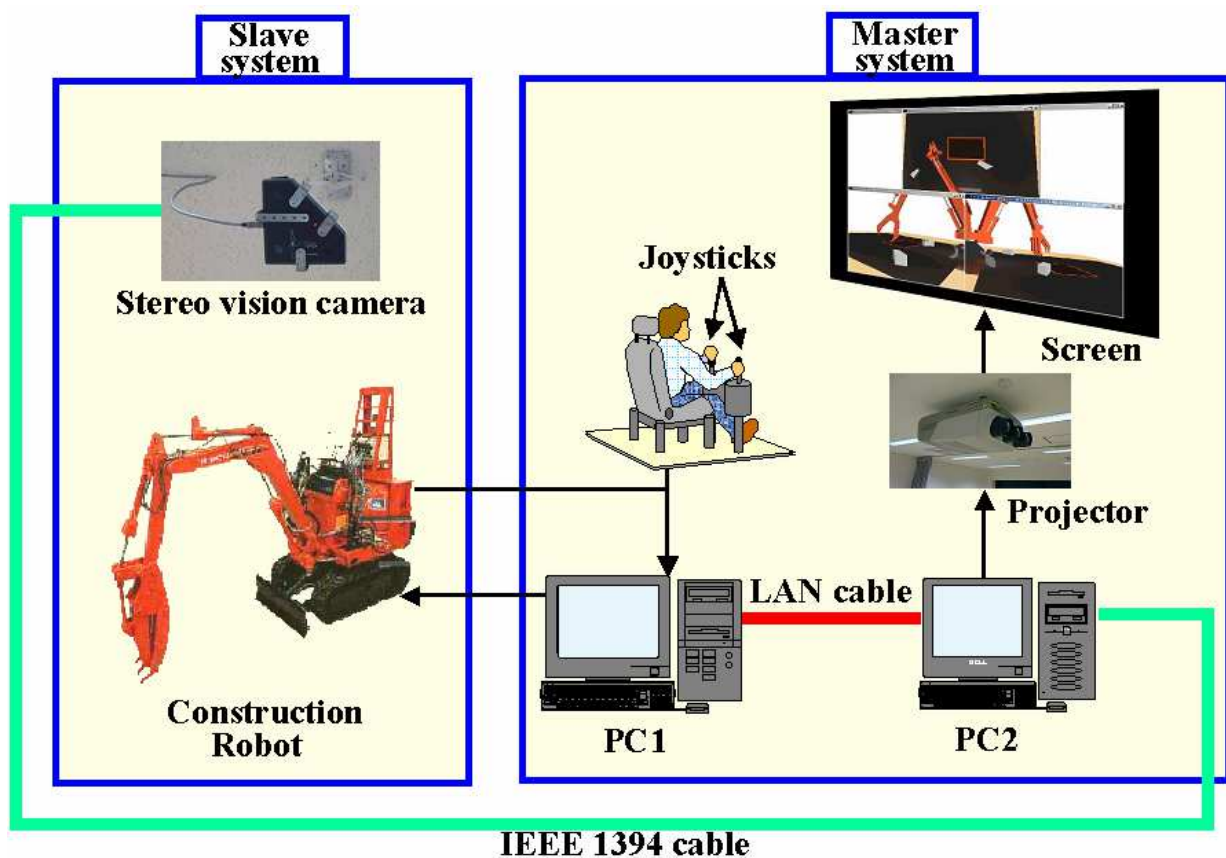 Slave
system
Master
system
Stereo vision camera
Joysticks
Screen
Projector
LAN cable
Construction
Robot
PC1
DELL
PC2
IEEE 1394 cable